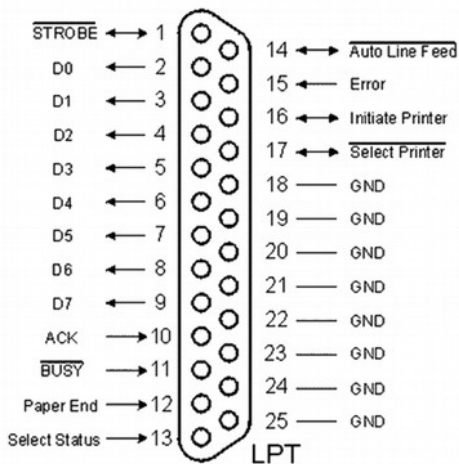 STROBE 1
D0 2
D1 3
D2 4
D3 5
D4 6
D5 7
D6 8
D7 9
ACK 10
BUSY 11
Paper End 12
Select Status 13
14 Auto Line Feed
15 Error
16 Initiate Printer
17 Select Printer
18 GND
19 GND
20 GND
21 GND
22 GND
23 GND
24 GND
25 GND
LPT